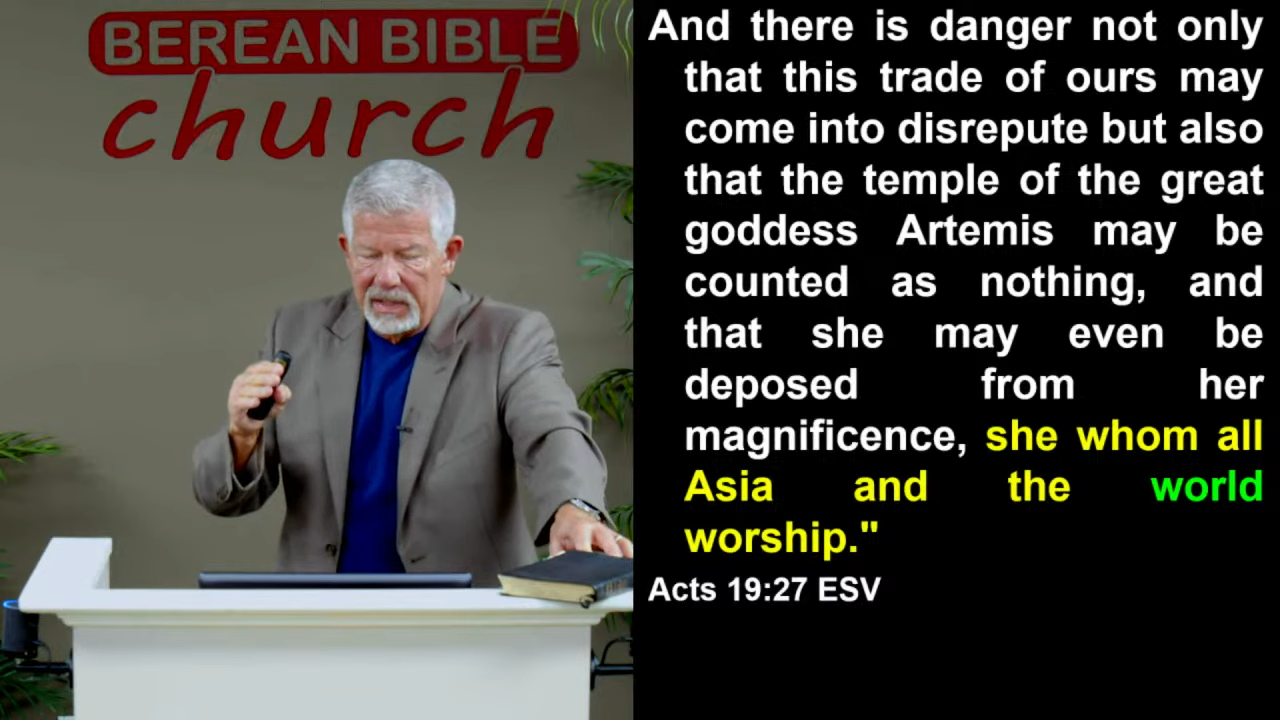 BEREAN BIBLE
church
And there is danger not only
that this trade of ours may
come into disrepute but also
that the temple of the great
goddess Artemis may be
counted as nothing, and
that she may even be
deposed from her
magnificence, she whom all
Asia and the world
worship."
Acts 19:27 ESV